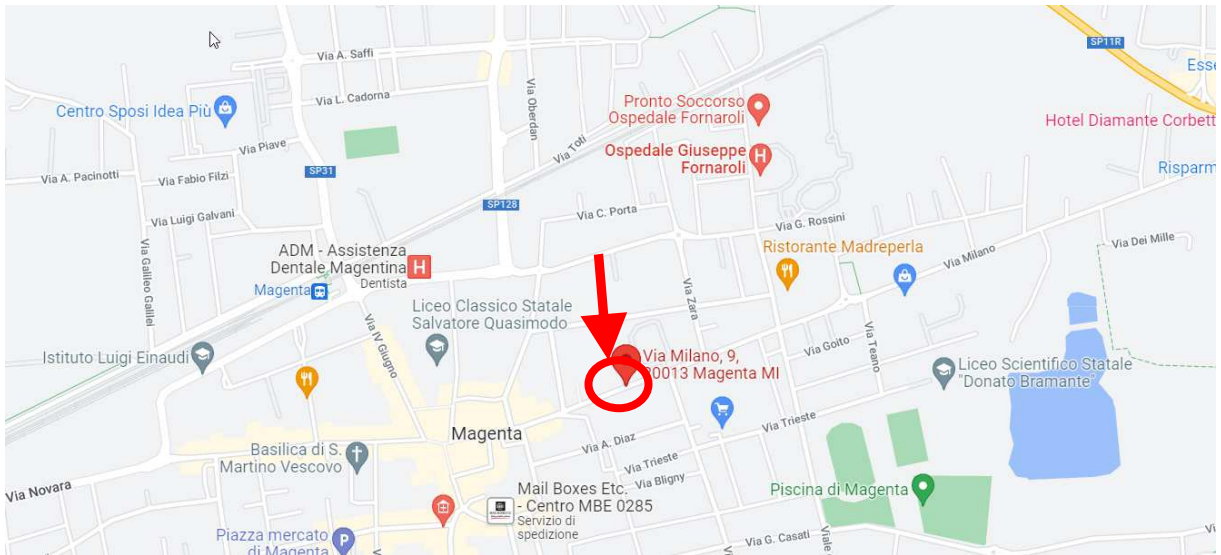 SP11R
Via A. Saffi
Esse
Centro Sposi Idea Più
Via L. Cadorna
Via Oberdan
Pronto Soccorso
Ospedale Fornaroli
Hotel Diamante Corbett
Via Toti
Via Piave
Ospedale Giuseppe
Fornaroli
Via A. Pacinotti
Via Fabio Filzi
SP31
Risparm
SP128
Via Luigi Galvani
Via C. Porta
Via G. Rossini
Via Dei Mille
ADM - Assistenza
Dentale Magentina
Dentista
Ristorante Madreperla
Via Milano
Via Galileo Galilei
Magenta
Via Zara
Liceo Classico Statale
Salvatore Quasimodo
Via IV Giugno
Istituto Luigi Einaudi
Via Goito
Via Teano
Via Milano, 9,
20013 Magenta MI
Liceo Scientifico Statale
"Donato Bramante"
Magenta
Via A. Diaz
Via Trieste
Basilica di S.
Martino Vescovo
Via Trieste
Via Bligny
Via Novara
Mail Boxes Etc.
- Centro MBE 0285
Servizio di
spedizione
Piscina di Magenta
Piazza mercato
di Magenta
P
Via G. Casati
Viale
Vi